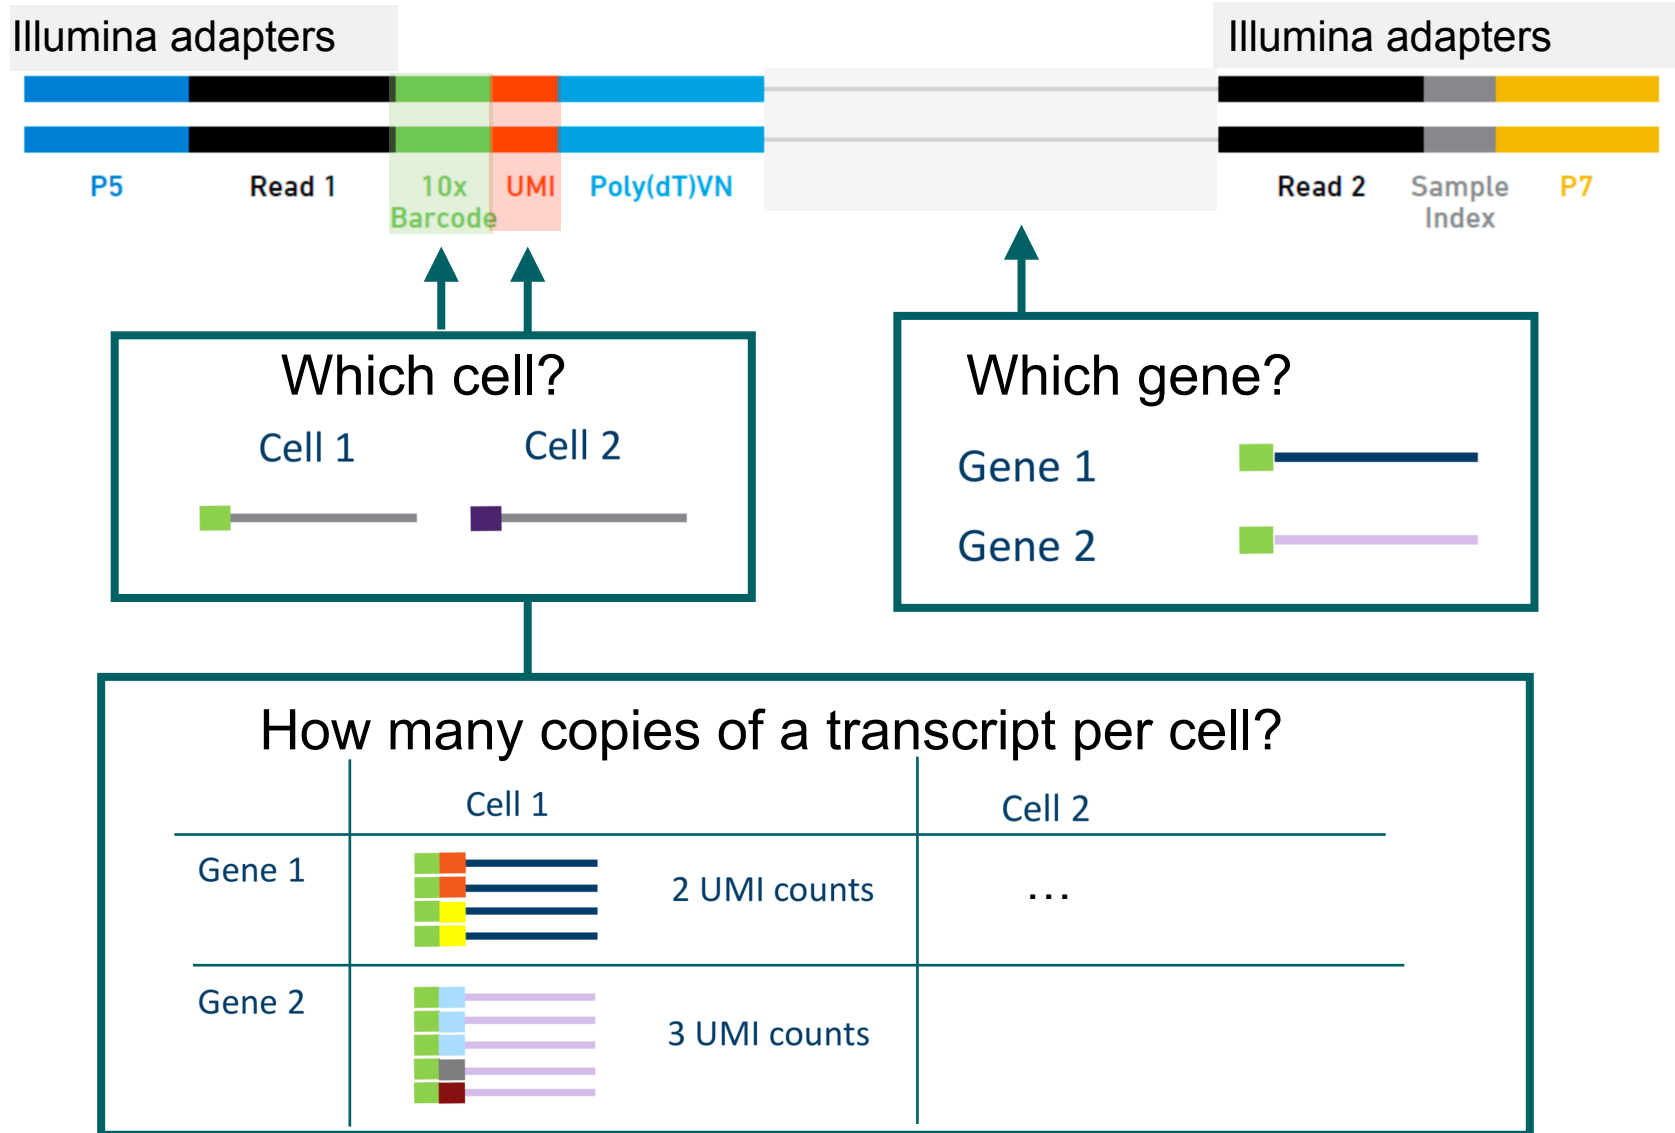 Illumina adapters
Illumina adapters
P5
Read 1
10x
Barcode
UMI
Poly(dT)VN
Read 2
Sample
Index
P7
Which cell?
Cell 1
Cell 2
Which gene?
Gene 1
Gene 2
How many copies of a transcript per cell?
Cell 1
Cell 2
Gene 1
2 UMI counts
...
Gene 2
3 UMI counts